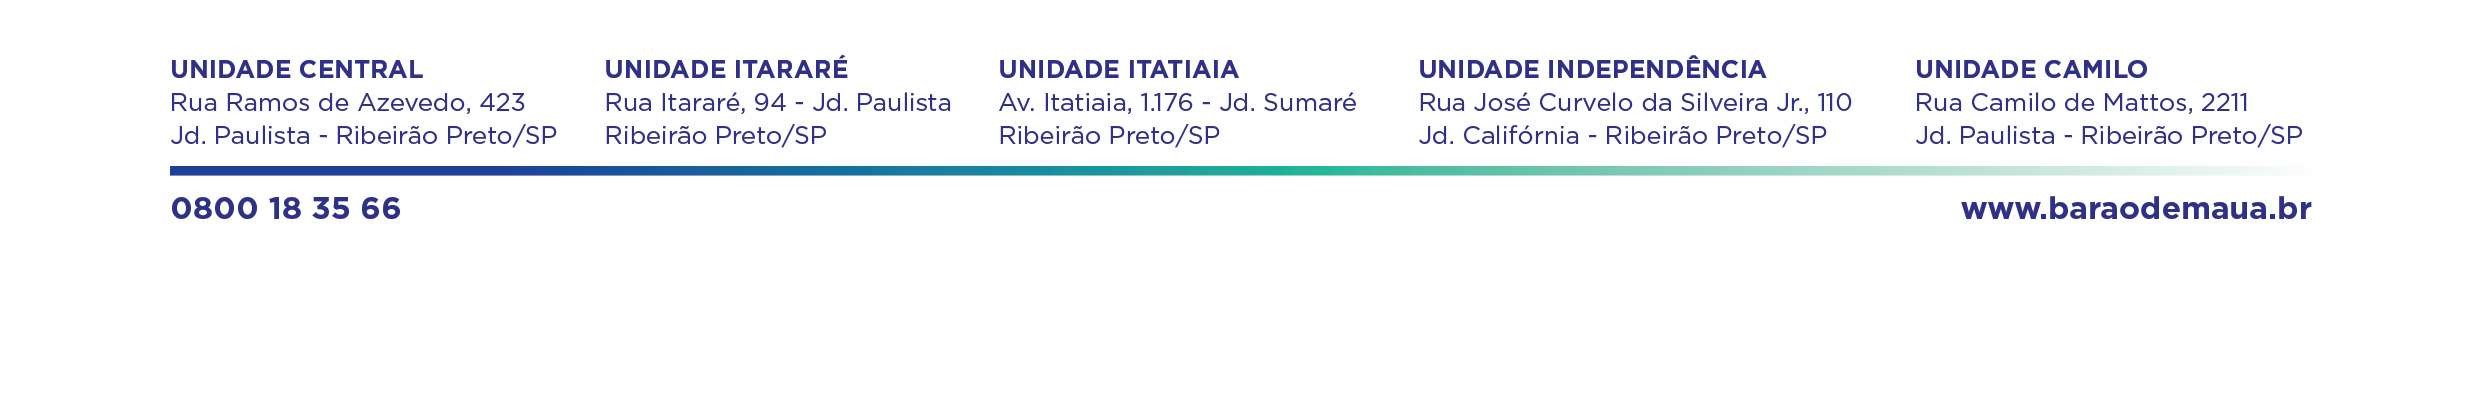 UNIDADE CENTRAL
Rua Ramos de Azevedo, 423
Jd. Paulista - Ribeirão Preto/SP
UNIDADE ITARARÉ
Rua Itararé, 94 - Jd. Paulista
Ribeirão Preto/SP
UNIDADE ITATIAIA
Av. Itatiaia, 1.176 - Jd. Sumaré
Ribeirão Preto/SP
UNIDADE INDEPENDÊNCIA
Rua José Curvelo da Silveira Jr., 110
Jd. Califórnia - Ribeirão Preto/SP
UNIDADE CAMILO
Rua Camilo de Mattos, 2211
Jd. Paulista - Ribeirão Preto/SP
0800 18 35 66
www.baraodemaua.br